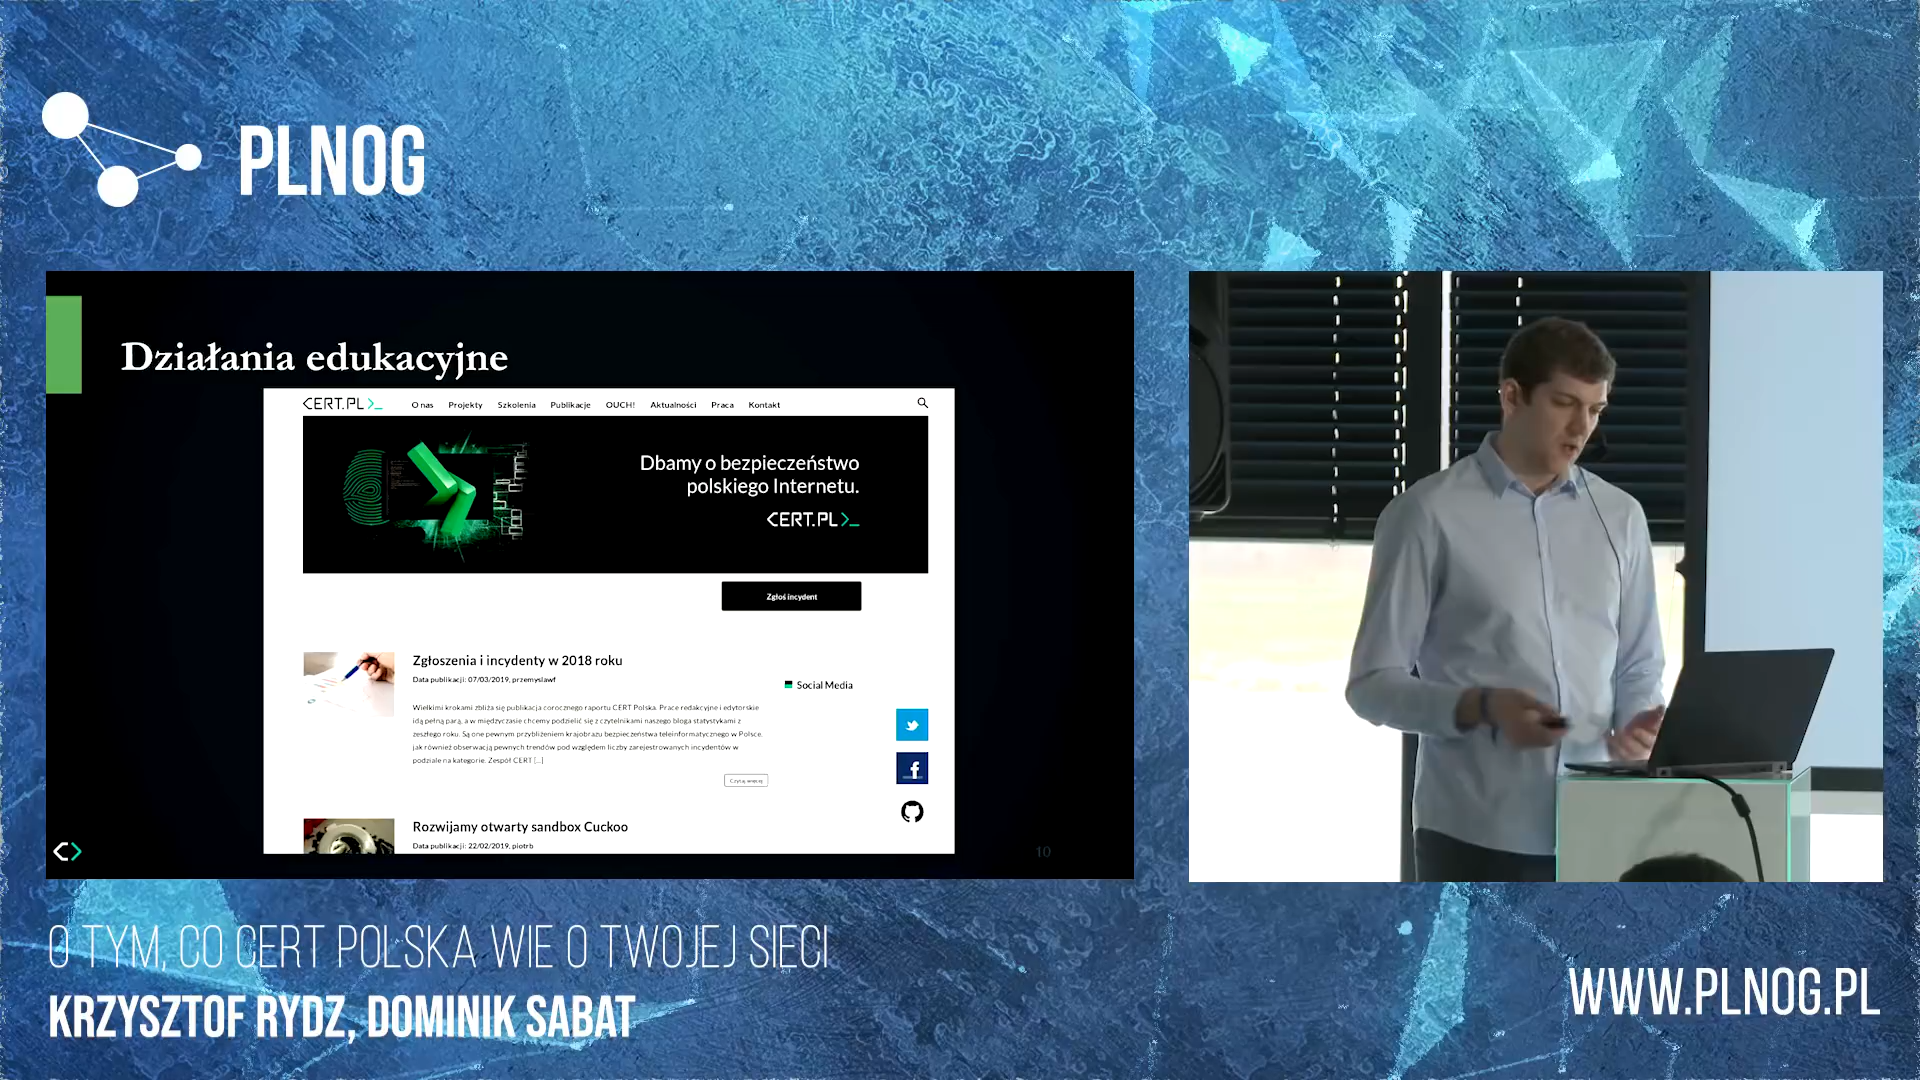 PLNOG
Działania edukacyjne
CERT.PL>_
O nas Projekty Szkolenia Publikacje OUCH! Aktualności Praca Kontakt
Dbamy o bezpieczeństwo
polskiego Internetu.
CERT.PL>_
Zgłoś incydent
Zgłoszenia i incydenty w 2018 roku
Data publikacji: 07/03/2019, przemyslawf
Social Media
Wielkimi krokami zbliża się publikacja corocznego raportu CERT Polska. Prace redakcyjne i edytorskie
idą pełną parą, a w międzyczasie chcemy podzielić się z czytelnikami naszego bloga statystykami z
zeszłego roku. Są one pewnym przybliżeniem krajobrazu bezpieczeństwa teleinformatycznego w Polsce,
jak również obserwacją pewnych trendów pod względem liczby zarejestrowanych incydentów w
podziale na kategorie. Zespół CERT [...]
Czytaj więcej
Rozwijamy otwarty sandbox Cuckoo
Data publikacji: 22/02/2019, piotrb
10
O TYM, CO CERT POLSKA WIE O TWOJEJ SIECI
KRZYSZTOF RYDZ, DOMINIK SABAT
WWW.PLNOG.PL